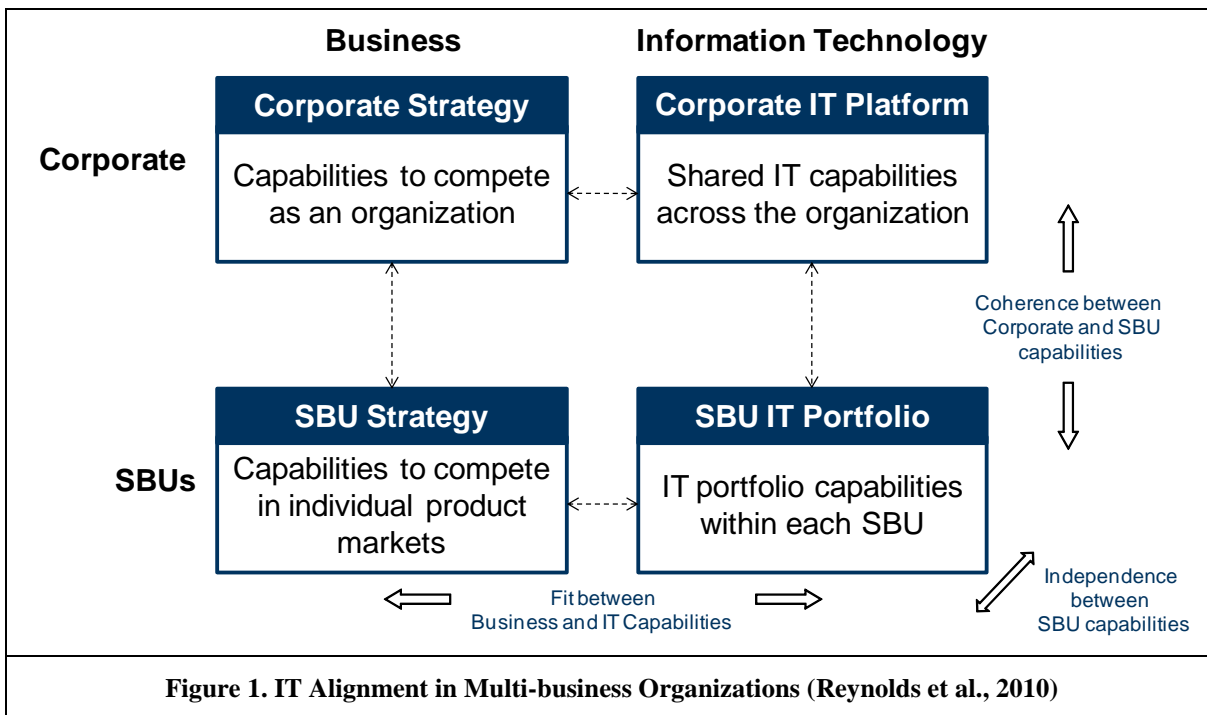 Business
Information Technology
Corporate
Corporate Strategy
Capabilities to compete
as an organization
Corporate IT Platform
Shared IT capabilities
across the organization
Coherence between
Corporate and SBU
capabilities
SBUs
SBU Strategy
Capabilities to compete
in individual product
markets
SBU IT Portfolio
IT portfolio capabilities
within each SBU
Fit between
Business and IT Capabilities
Independence
between
SBU capabilities
Figure 1. IT Alignment in Multi-business Organizations (Reynolds et al., 2010)